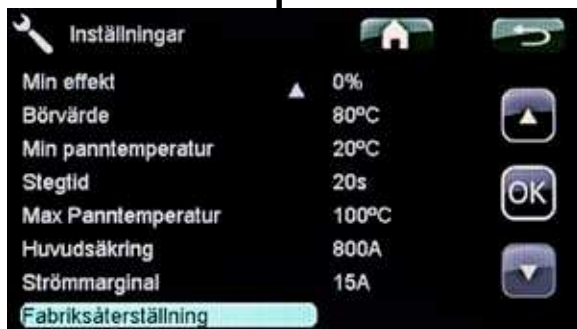 Inställningar
Min effekt 0%
Börvärde 80ºC
Min panntemperatur 20ºC
Stegtid 20s
OK
Max Panntemperatur 100ºC
Huvudsäkring 800A
Strömmarginal 15A
Fabriksåterställning